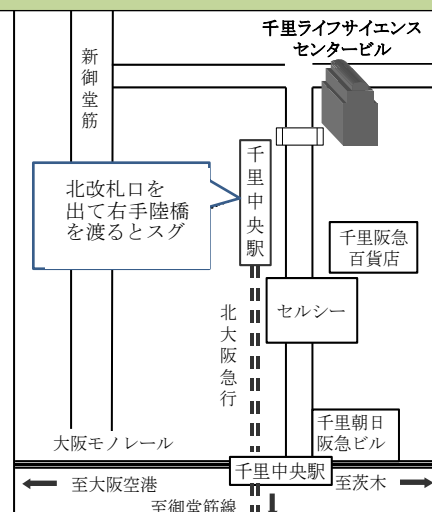 千里ライフサイエンス
センタービル
新御堂筋
千里中央駅
北改札口を
出て右手陸橋
を渡るとスグ
千里阪急
百貨店
セルシー
北大阪急行
千里朝日
阪急ビル
大阪モノレール
千里中央駅
至大阪空港
至茨木
至御堂筋線